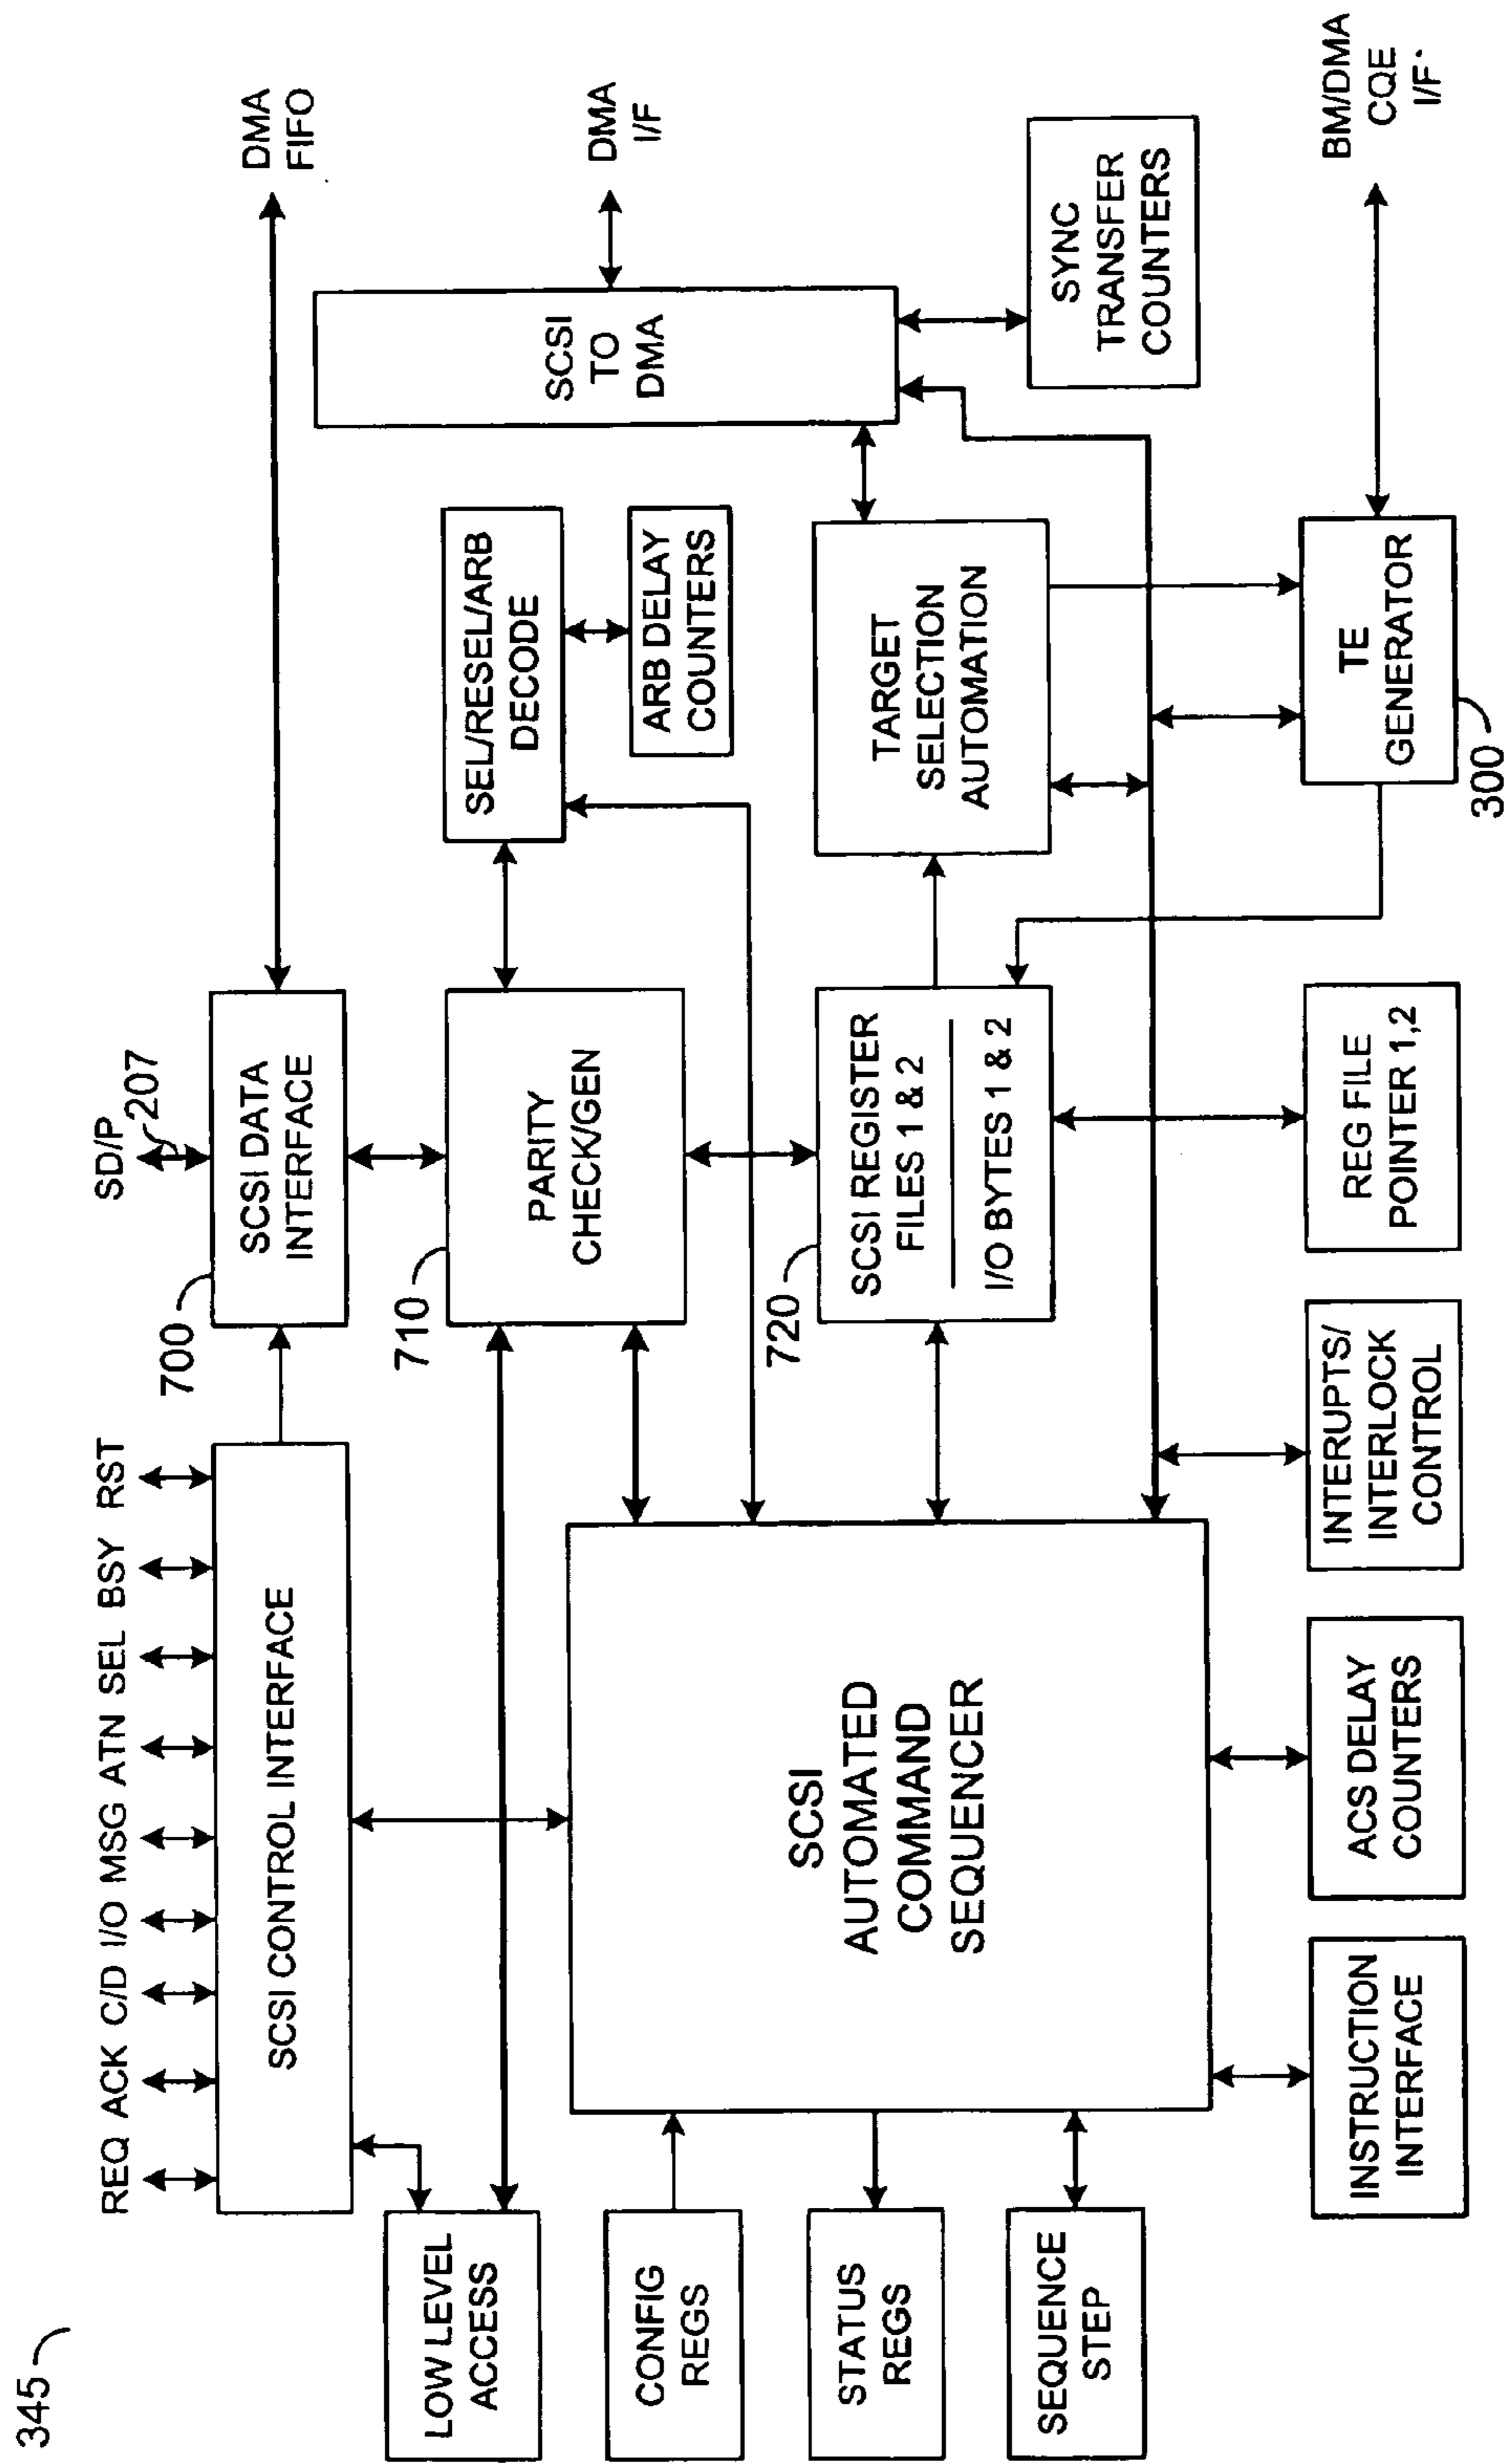 345
REQ ACK C/D I/O MSG ATN SEL BSY RST
SD/P
207
DMA
FIFO
700
SCSI CONTROL INTERFACE
SCSI DATA
INTERFACE
LOW LEVEL
ACCESS
710
PARITY
CHECK/GEN
SEL/RESEL/ARB
DECODE
ARB DELAY
COUNTERS
SCSI
TO
DMA
DMA
I/F
CONFIG
REGS
STATUS
REGS
SEQUENCE
STEP
SCSI
AUTOMATED
COMMAND
SEQUENCER
720
SCSI REGISTER
FILES 1 & 2
I/O BYTES 1 & 2
TARGET
SELECTION
AUTOMATION
SYNC
TRANSFER
COUNTERS
INSTRUCTION
INTERFACE
ACS DELAY
COUNTERS
INTERUPTS/
INTERLOCK
CONTROL
REG FILE
POINTER 1,2
TE
GENERATOR
300
BM/DMA
CQE
I/F